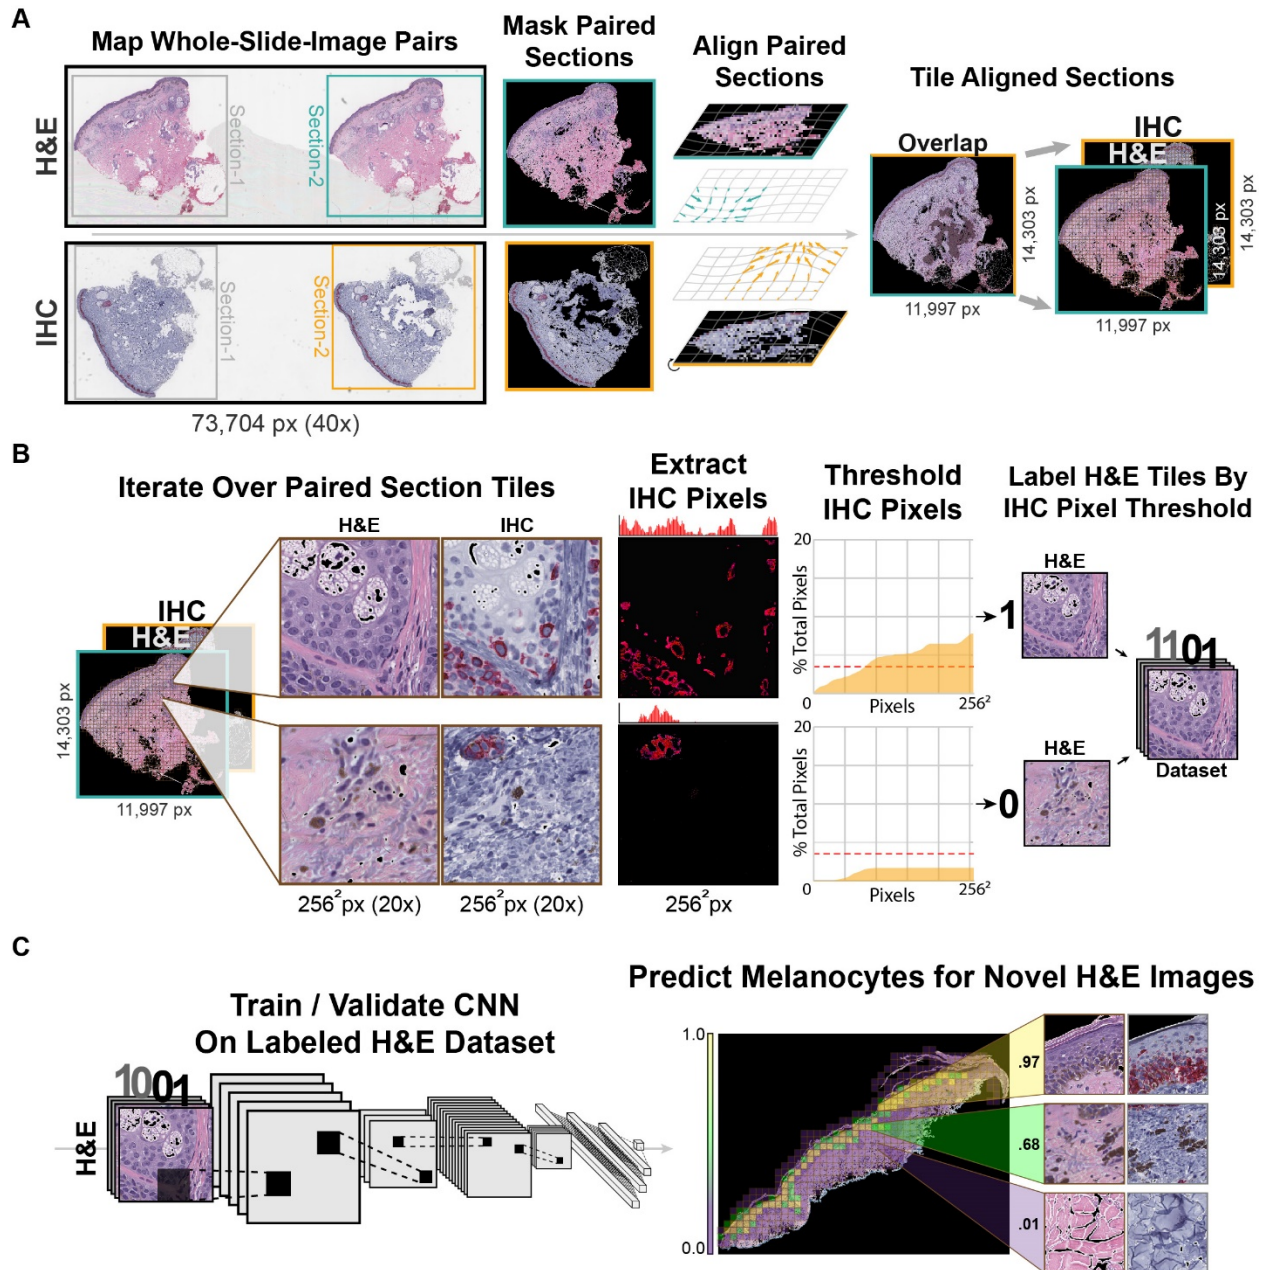 A
Map Whole-Slide-Image Pairs
Mask Paired
Sections
Align Paired
Sections
Tile Aligned Sections
H&E
Section-1
Section-2
IHC
Section-1
Section-2
73,704 px (40x)
Overlap
14,303 px
11,997 px
IHC
H&E
14,303 px
14,303 px
11,997 px
B
Iterate Over Paired Section Tiles
Extract
IHC Pixels
Threshold
IHC Pixels
Label H&E Tiles By
IHC Pixel Threshold
H&E
IHC
IHC
H&E
14,303 px
11,997 px
256²px (20x)
256²px (20x)
256²px
20
% Total Pixels
0
Pixels
256²
20
% Total Pixels
0
Pixels
256²
1
H&E
0
H&E
1101
Dataset
C
Train / Validate CNN
On Labeled H&E Dataset
Predict Melanocytes for Novel H&E Images
1001
H&E
1.0
0.0
.97
.68
.01